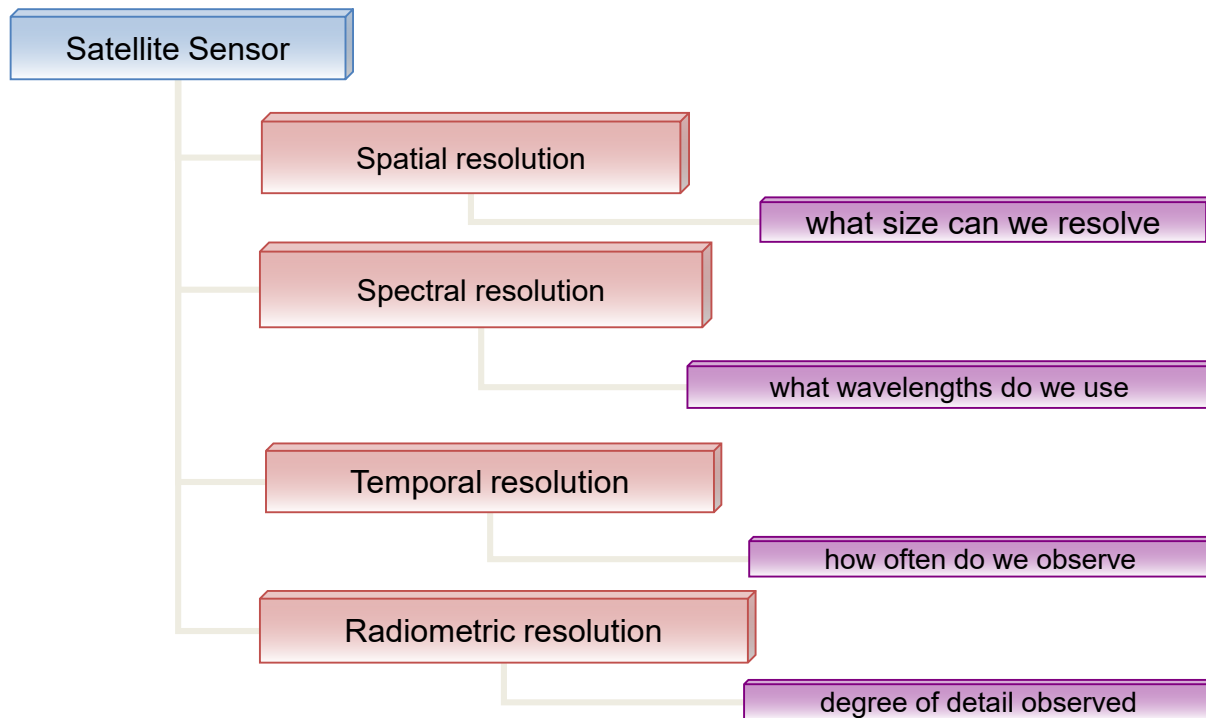 Satellite Sensor
Spatial resolution
what size can we resolve
Spectral resolution
what wavelengths do we use
Temporal resolution
how often do we observe
Radiometric resolution
degree of detail observed